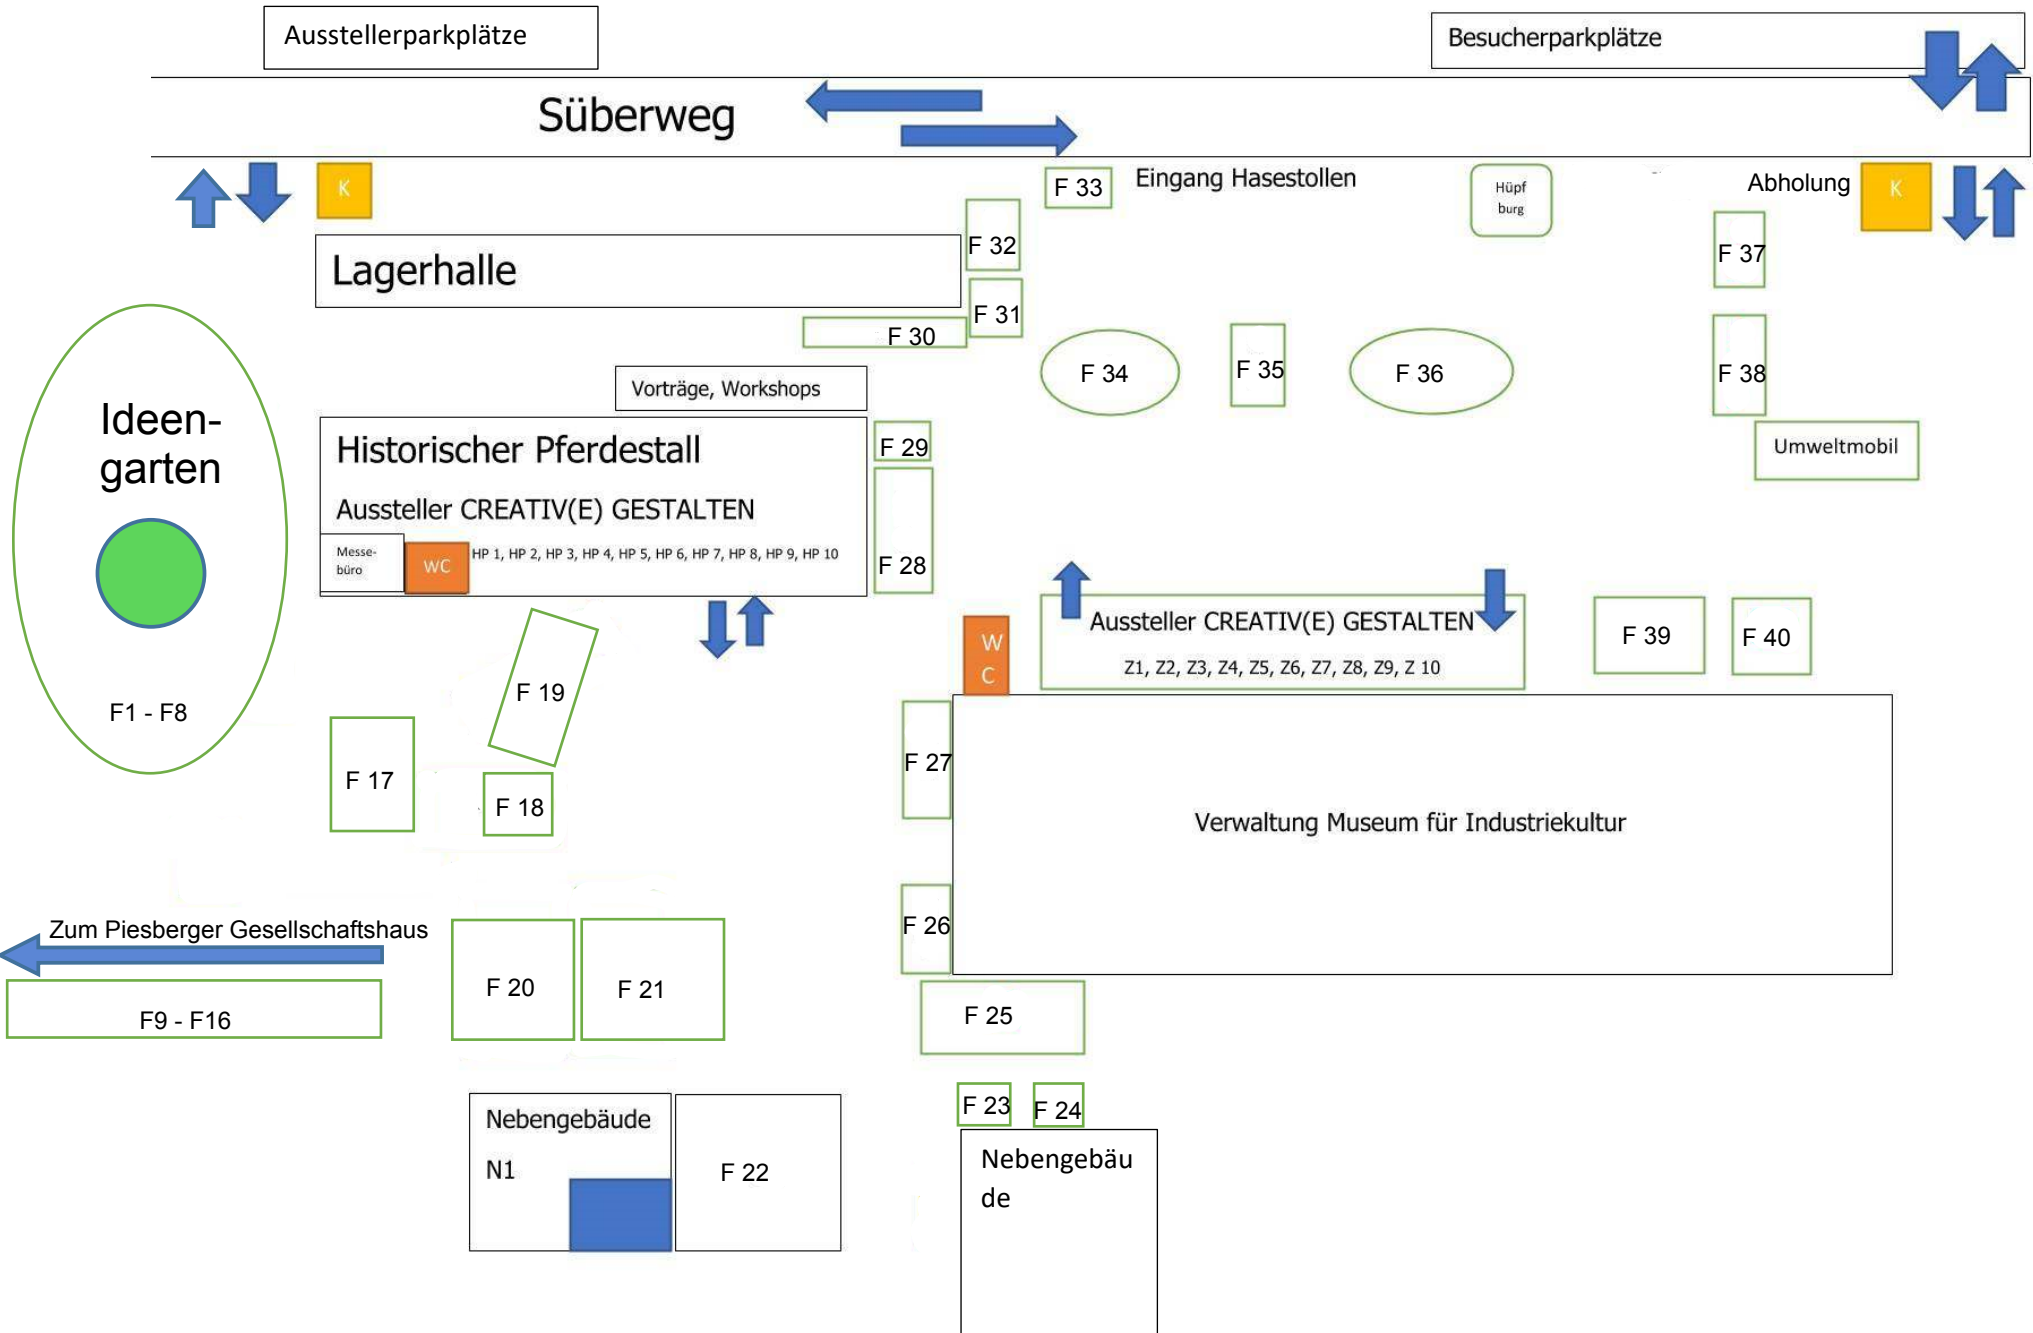 Ausstellerparkplätze
Besucherparkplätze
Süberweg
K
F 33
Eingang Hasestollen
Hüpf
burg
Abholung
K
F 32
F 37
Lagerhalle
F 31
F 30
F 34
F 35
F 36
F 38
Vorträge, Workshops
Ideen-
garten
F1 - F8
Historischer Pferdestall
Aussteller CREATIV(E) GESTALTEN
Messe-
büro
WC
HP 1, HP 2, HP 3, HP 4, HP 5, HP 6, HP 7, HP 8, HP 9, HP 10
F 29
F 28
Umweltmobil
W
C
Aussteller CREATIV(E) GESTALTEN
Z1, Z2, Z3, Z4, Z5, Z6, Z7, Z8, Z9, Z 10
F 39
F 40
F 19
F 17
F 18
F 27
Verwaltung Museum für Industriekultur
F 26
Zum Piesberger Gesellschaftshaus
F9 - F16
F 20
F 21
F 25
F 23
F 24
Nebengebäude
N1
F 22
Nebengebäu
de